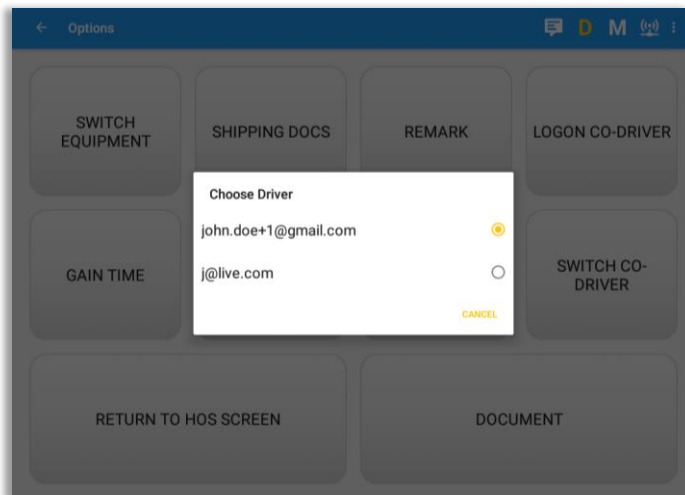 Options
D M
SWITCH
EQUIPMENT
SHIPPING DOCS
REMARK
LOGON CO-DRIVER
Choose Driver
john.doe+1@gmail.com
j@live.com
CANCEL
GAIN TIME
SWITCH CO-
DRIVER
RETURN TO HOS SCREEN
DOCUMENT